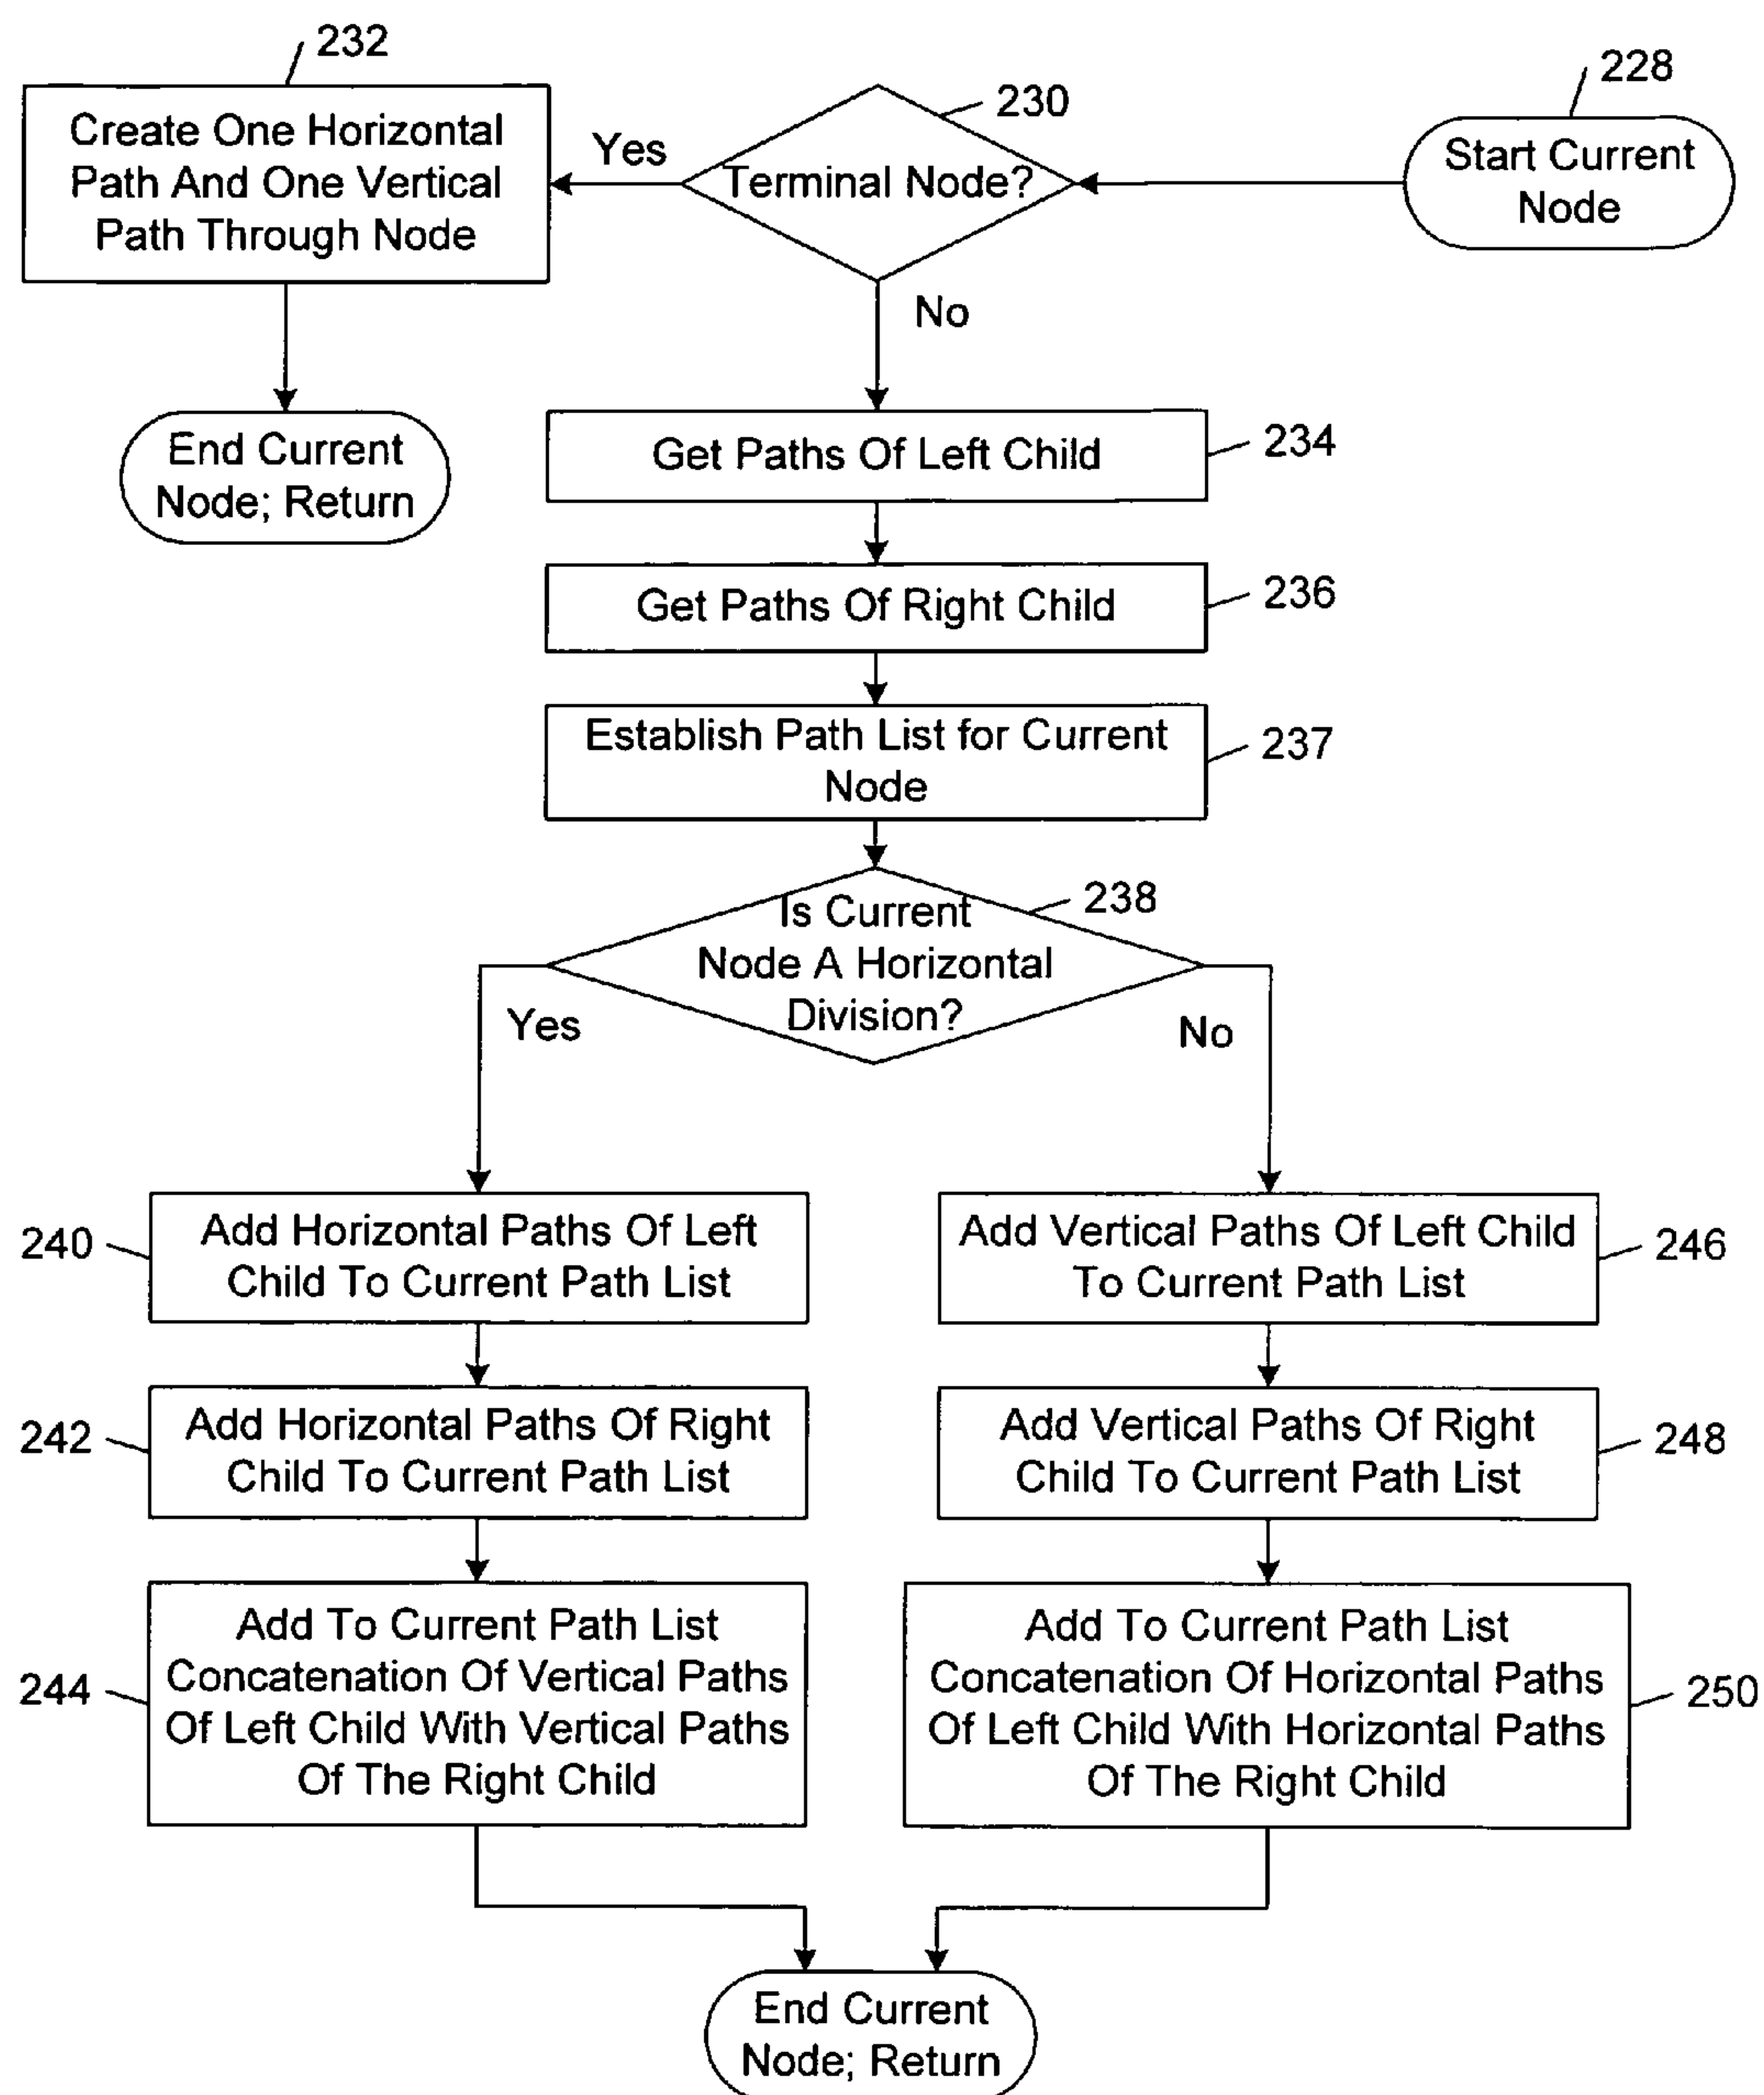 232
Create One Horizontal
Path And One Vertical
Path Through Node
Yes
230
Terminal Node?
228
Start Current
Node
No
End Current
Node; Return
Get Paths Of Left Child
234
Get Paths Of Right Child
236
Establish Path List for Current
Node
237
238
Is Current
Node A Horizontal
Division?
Yes
No
240
Add Horizontal Paths Of Left
Child To Current Path List
Add Vertical Paths Of Left Child
To Current Path List
246
242
Add Horizontal Paths Of Right
Child To Current Path List
Add Vertical Paths Of Right
Child To Current Path List
248
244
Add To Current Path List
Concatenation Of Vertical Paths
Of Left Child With Vertical Paths
Of The Right Child
Add To Current Path List
Concatenation Of Horizontal Paths
Of Left Child With Horizontal Paths
Of The Right Child
250
End Current
Node; Return